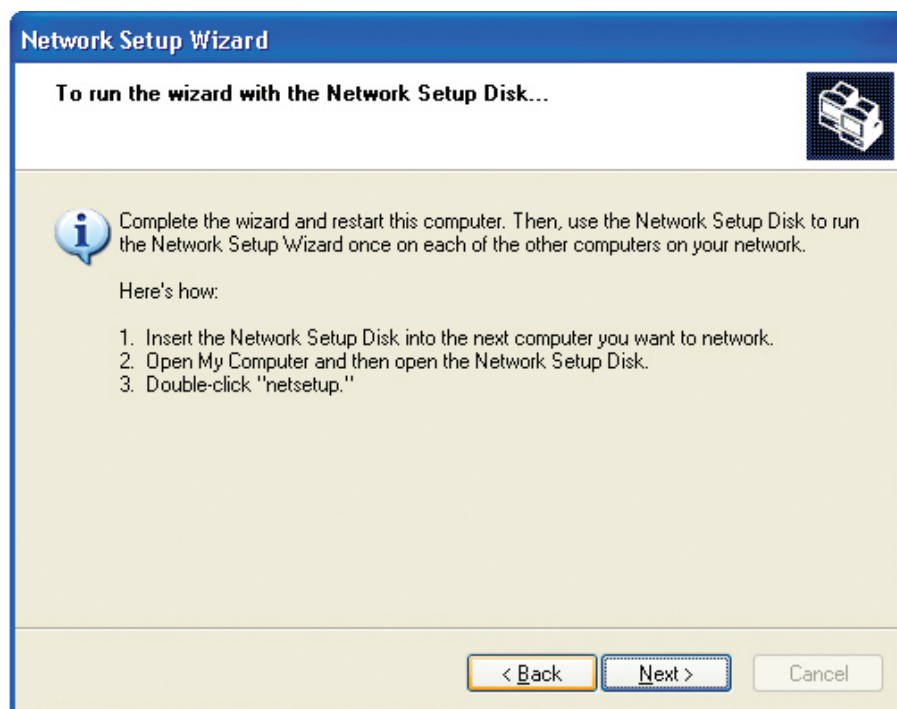 Network Setup Wizard
To run the wizard with the Network Setup Disk...
Complete the wizard and restart this computer. Then, use the Network Setup Disk to run
the Network Setup Wizard once on each of the other computers on your network.
Here's how:
1. Insert the Network Setup Disk into the next computer you want to network.
2. Open My Computer and then open the Network Setup Disk.
3. Double-click "netsetup."
< Back Next > Cancel